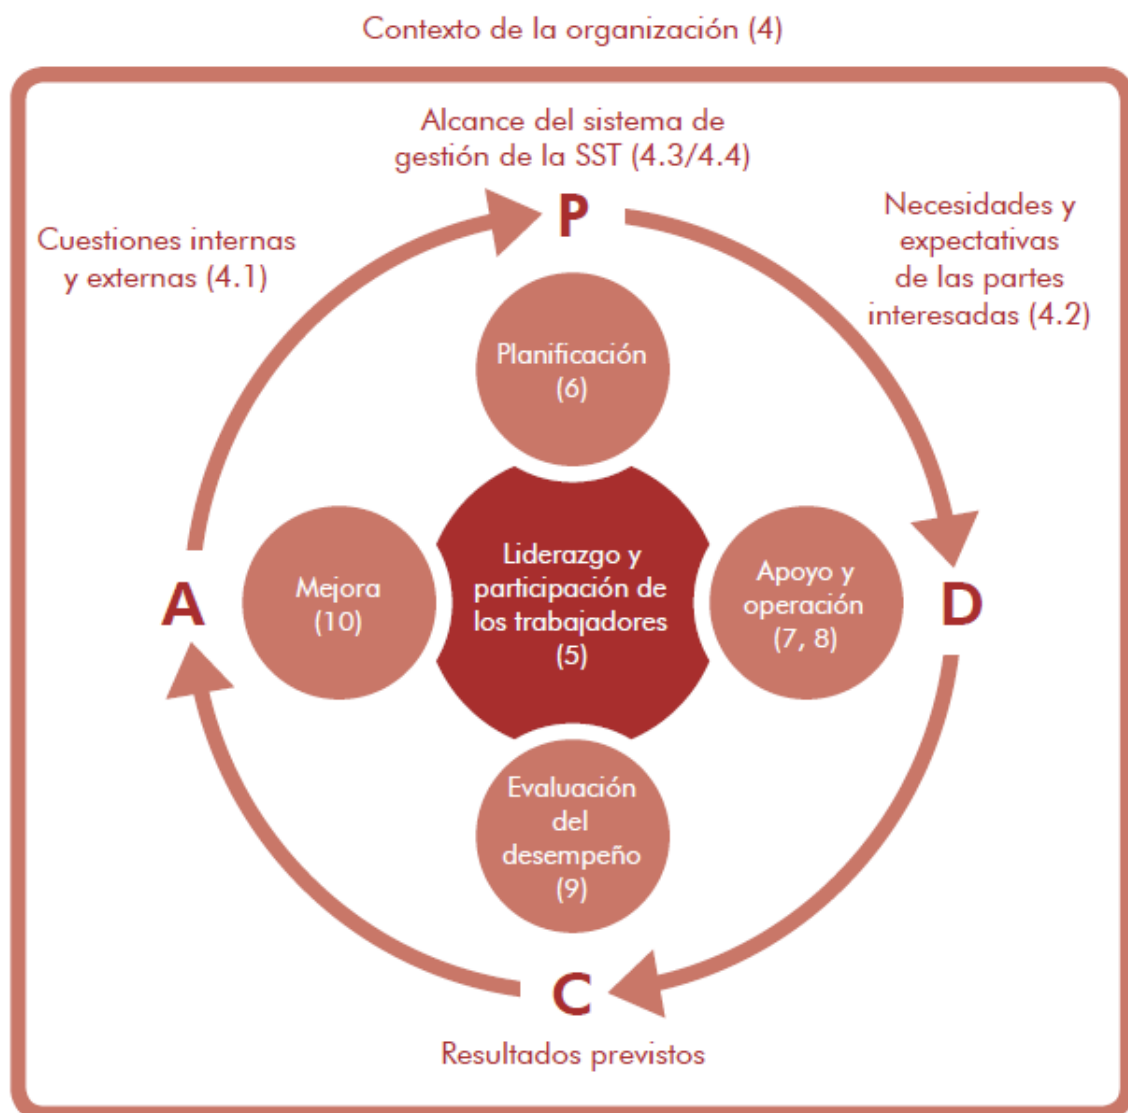 Contexto de la organización (4)
Alcance del sistema de
gestión de la SST (4.3/4.4)
P
Cuestiones internas
y externas (4.1)
Necesidades y
expectativas
de las partes
interesadas (4.2)
Planificación
(6)
A
Mejora
(10)
Liderazgo y
participación de
los trabajadores
(5)
Apoyo y
operación
(7, 8)
D
Evaluación
del
desempeño
(9)
C
Resultados previstos